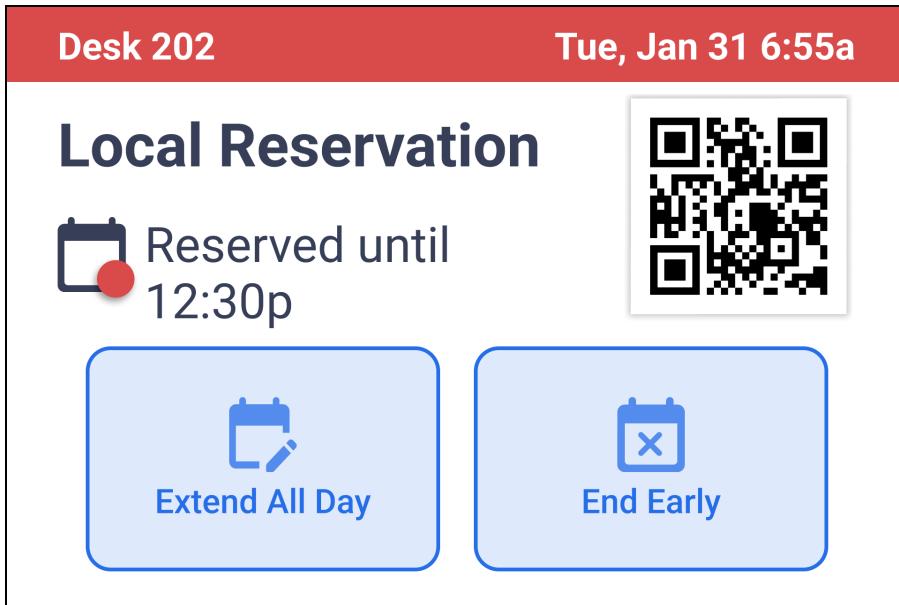 Desk 202
Tue, Jan 31 6:55a
Local Reservation
Reserved until
12:30p
Extend All Day
End Early